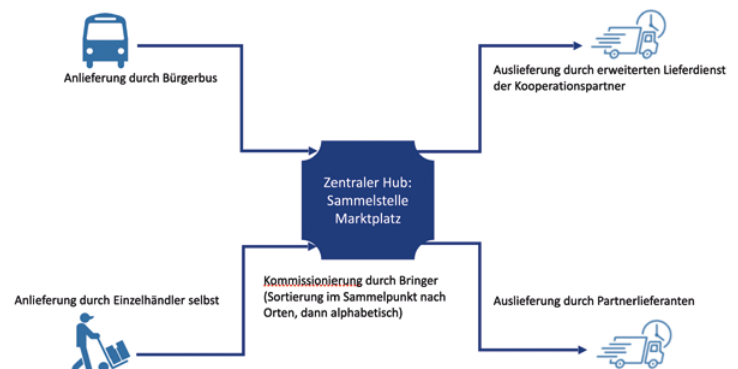 Anlieferung durch Bürgerbus
Auslieferung durch erweiterten Lieferdienst
der Kooperationspartner
Zentraler Hub:
Sammelstelle
Marktplatz
Anlieferung durch Einzelhändler selbst
Kommissionierung durch Bringer
(Sortierung im Sammelpunkt nach
Orten, dann alphabetisch)
Auslieferung durch Partnerlieferanten